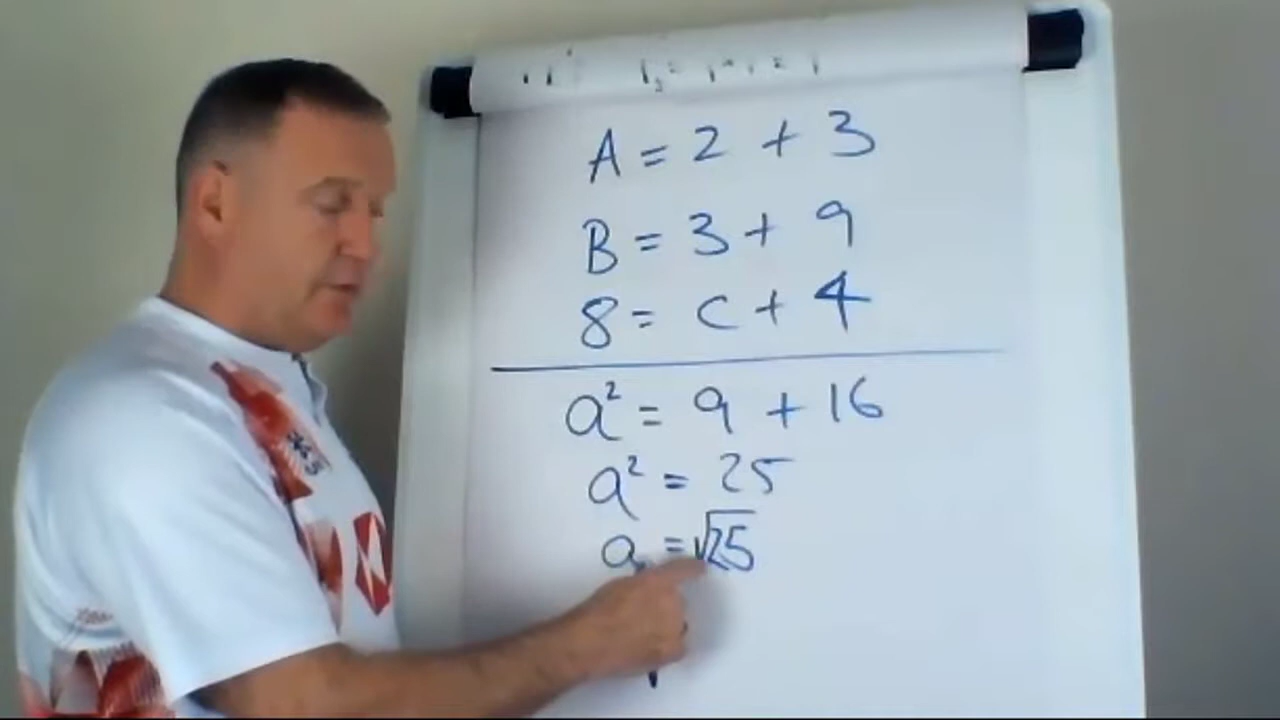 A = 2 + 3
B = 3 + 9
8 = C + 4
a² = 9 + 16
a² = 25
a = √25